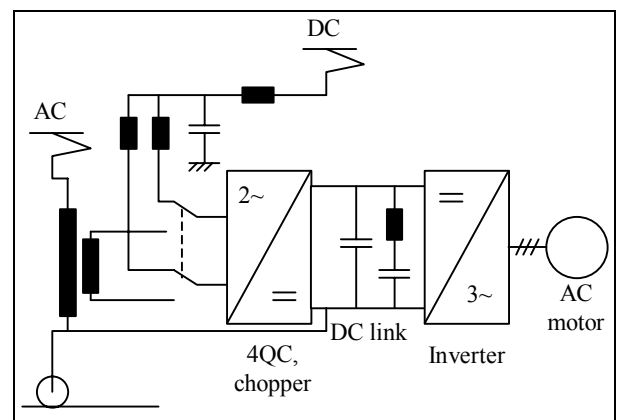 DC
AC
2~
=
=
3~
AC
motor
DC link
4QC,
chopper
Inverter